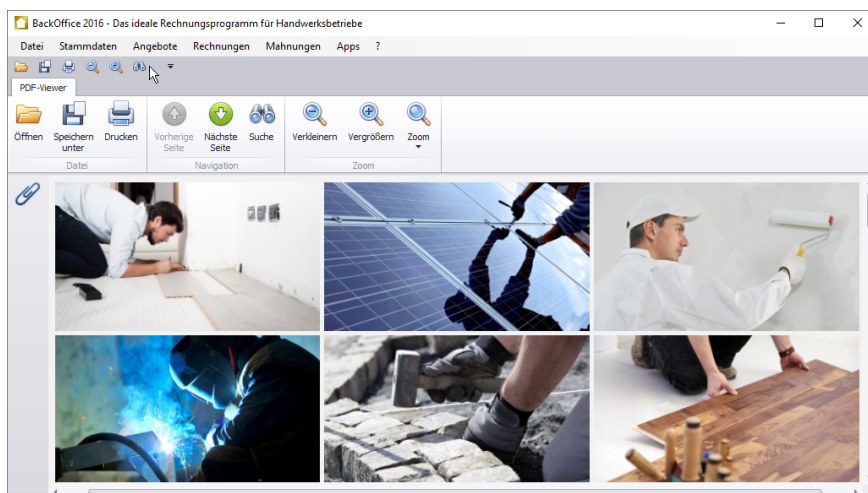 BackOffice 2016 - Das ideale Rechnungsprogramm für Handwerksbetriebe
Datei Stammdaten Angebote Rechnungen Mahnungen Apps ?
PDF-Viewer
Öffnen Speichern unter Drucken Vorherige Seite Nächste Seite Suche Verkleinern Vergrößern Zoom
Datei Navigation Zoom